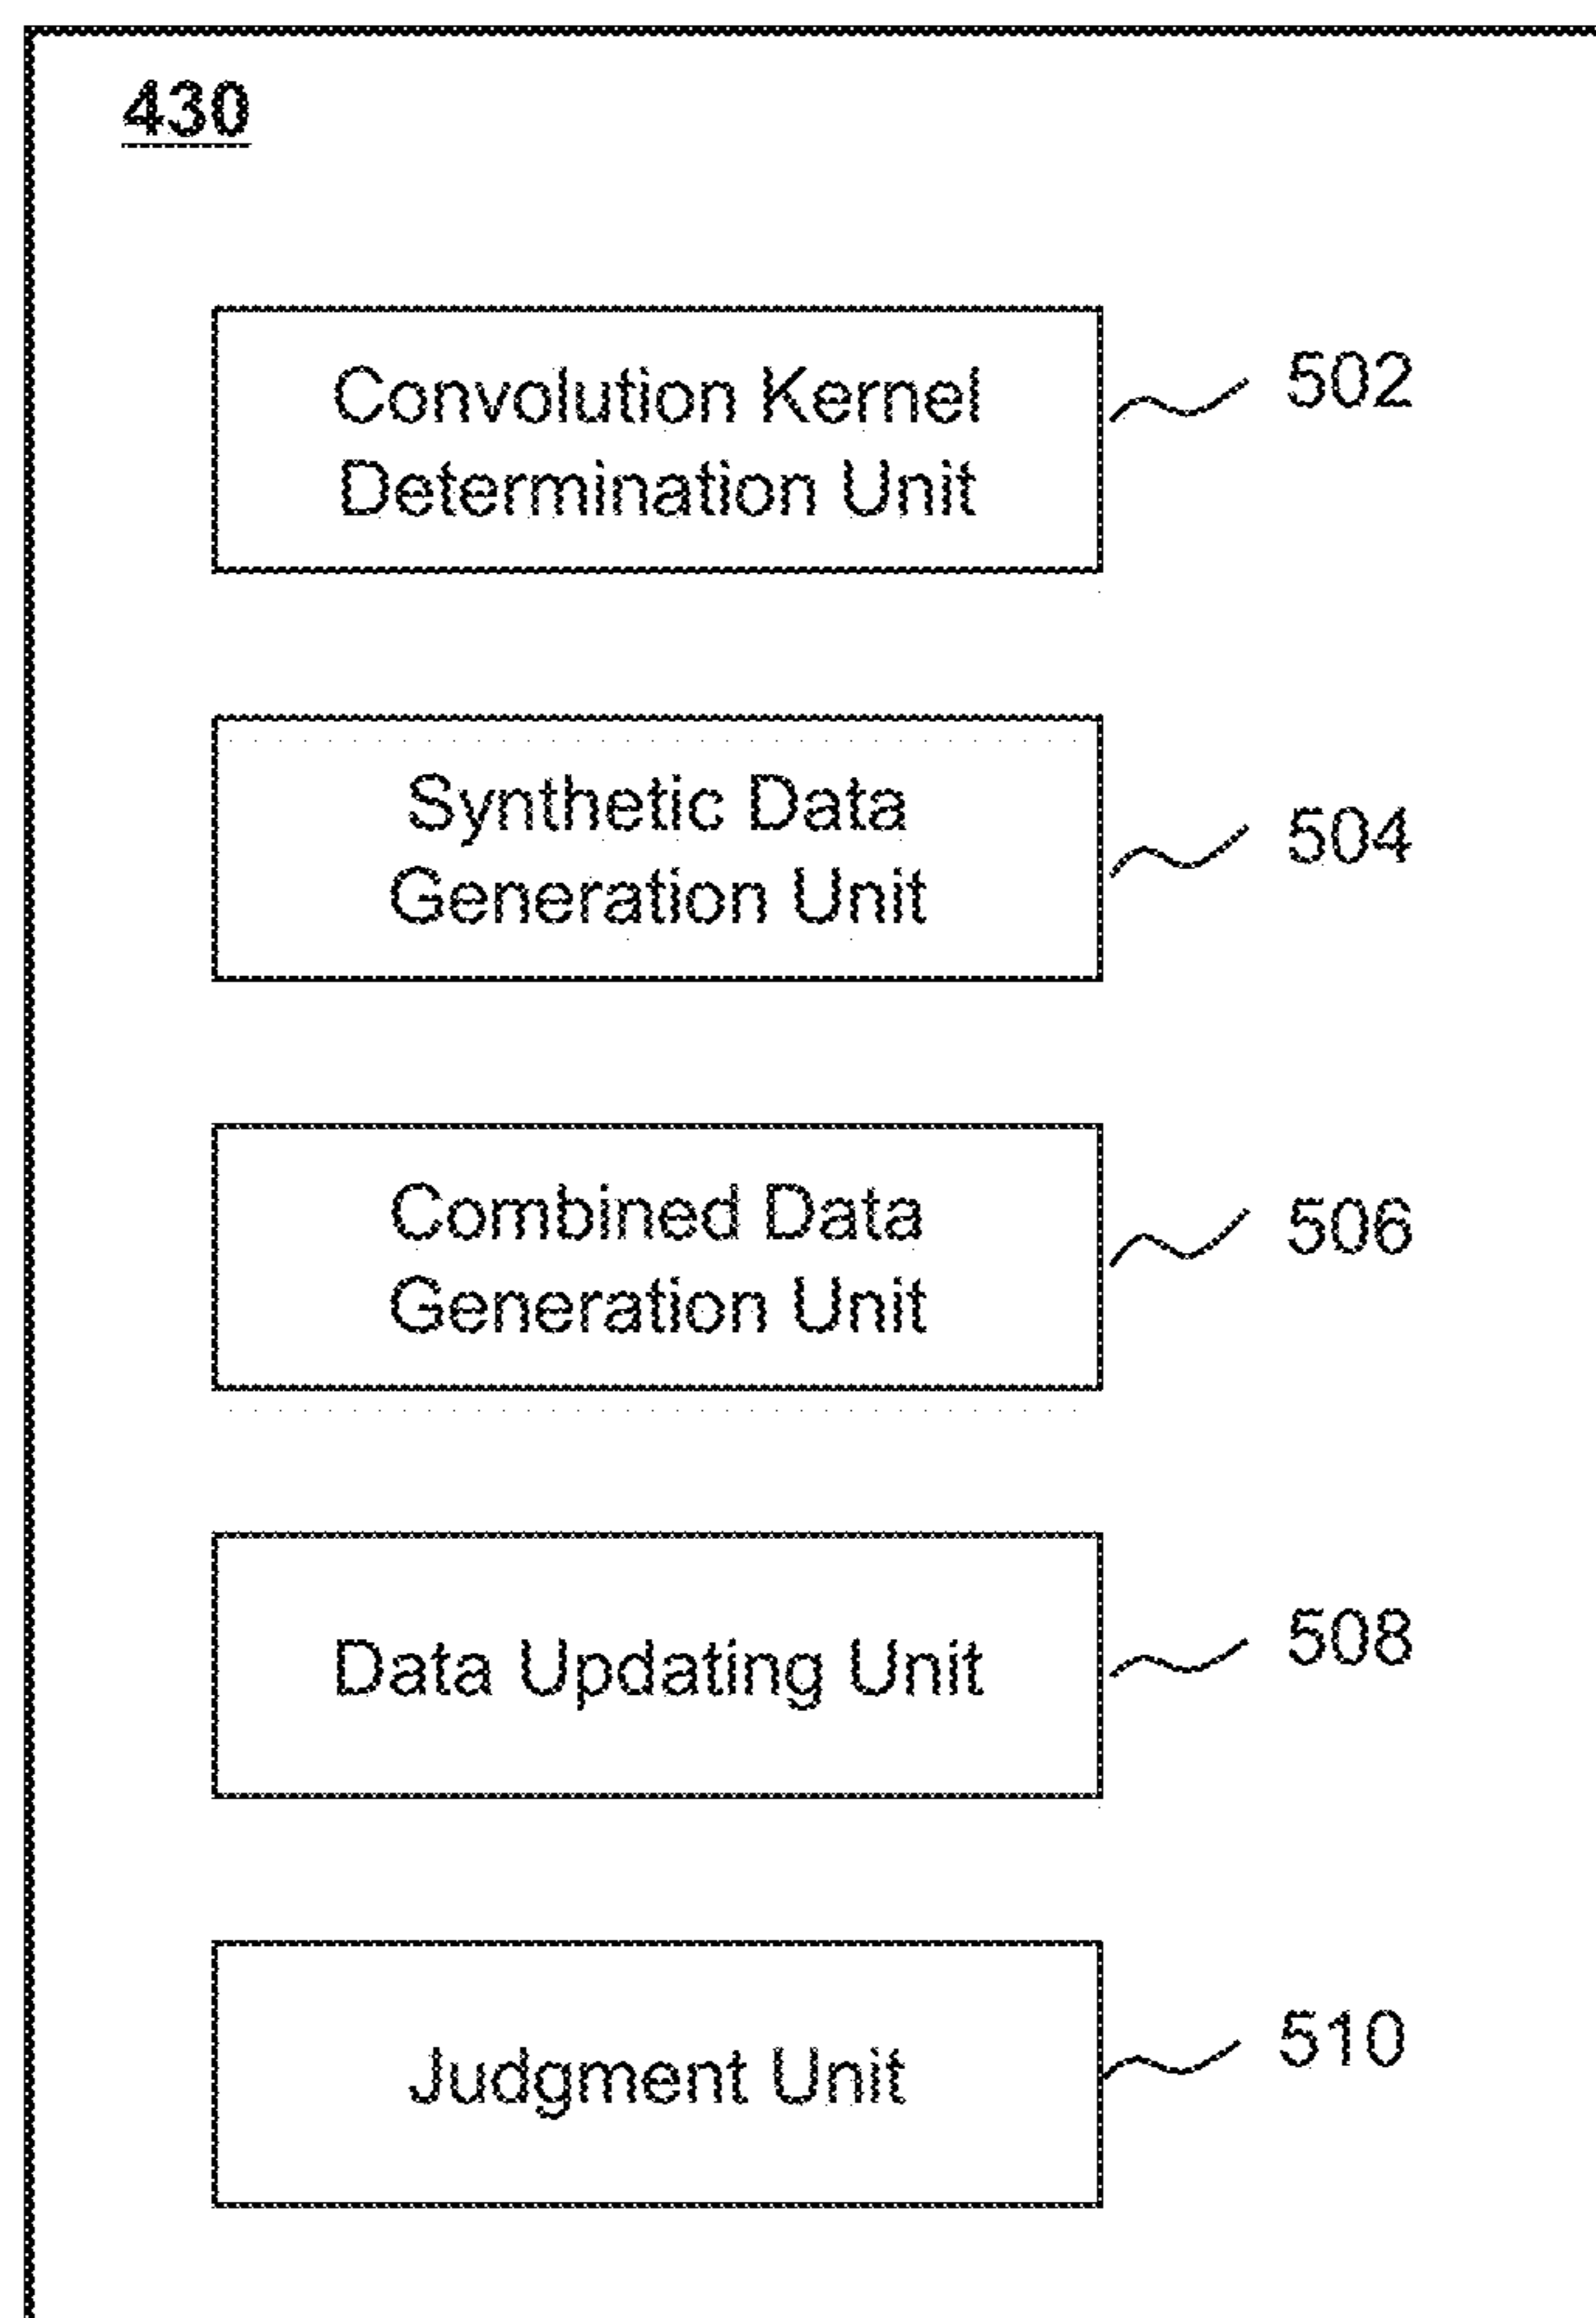 430
Convolution Kernel
Determination Unit
502
Synthetic Data
Generation Unit
504
Combined Data
Generation Unit
506
Data Updating Unit
508
Judgment Unit
510